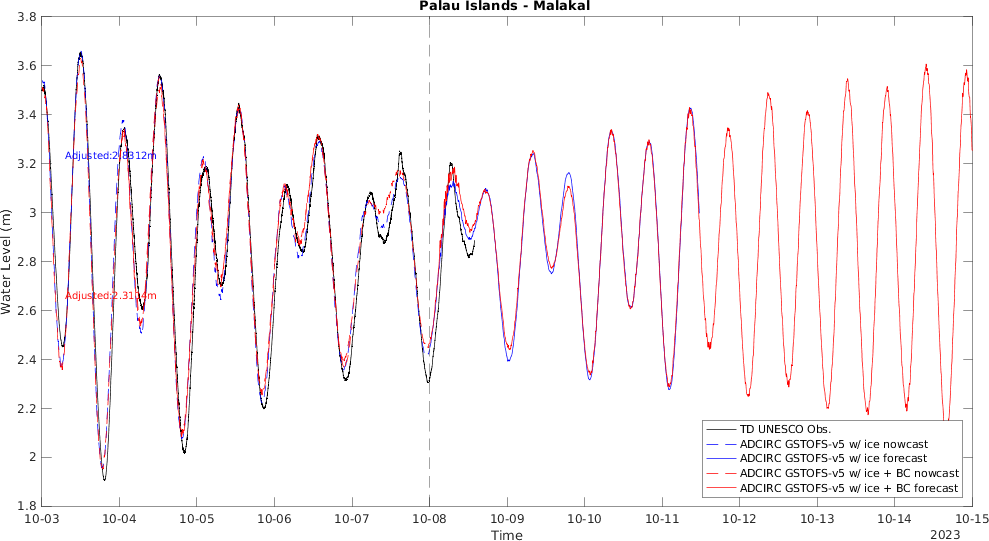 Palau Islands - Malakal
3.8
3.6
3.4
3.2
3
2.8
2.6
2.4
2.2
2
1.8
Water Level (m)
Adjusted:2.8312m
Adjusted:2.3104m
TD UNESCO Obs.
ADCIRC GSTOFS-v5 w/ ice nowcast
ADCIRC GSTOFS-v5 w/ ice forecast
ADCIRC GSTOFS-v5 w/ ice + BC nowcast
ADCIRC GSTOFS-v5 w/ ice + BC forecast
10-03 10-04 10-05 10-06 10-07 10-08 10-09 10-10 10-11 10-12 10-13 10-14 10-15
Time
2023